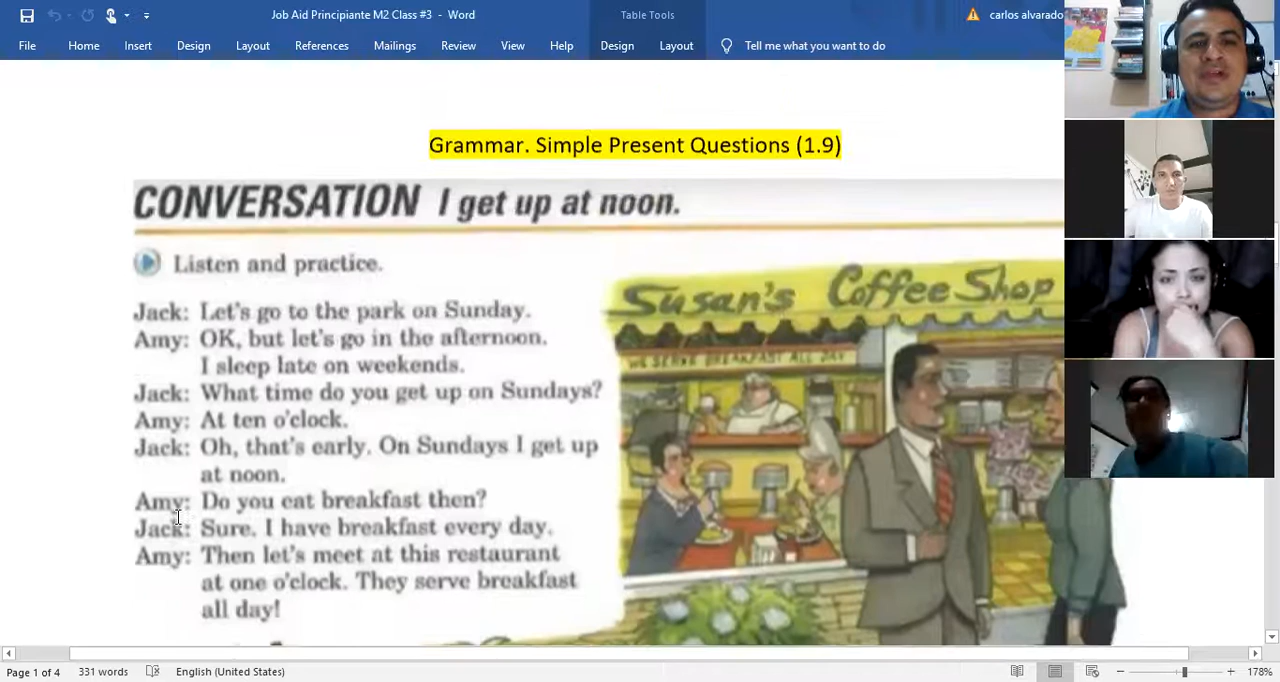 Job Aid Principiante M2 Class #3 - Word
Table Tools
carlos alvarado
File
Home
Insert
Design
Layout
References
Mailings
Review
View
Help
Design
Layout
Tell me what you want to do
Grammar. Simple Present Questions (1.9)
CONVERSATION I get up at noon.
Listen and practice.
Jack: Let's go to the park on Sunday.
Amy: OK, but let's go in the afternoon.
I sleep late on weekends.
Jack: What time do you get up on Sundays?
Amy: At ten o'clock.
Jack: Oh, that's early. On Sundays I get up
at noon.
Amy: Do you eat breakfast then?
Jack: Sure. I have breakfast every day.
Amy: Then let's meet at this restaurant
at one o'clock. They serve breakfast
all day!
Susan's Coffee Shop
WE SERVE BREAKFAST ALL DAY
Page 1 of 4
331 words
English (United States)
178%